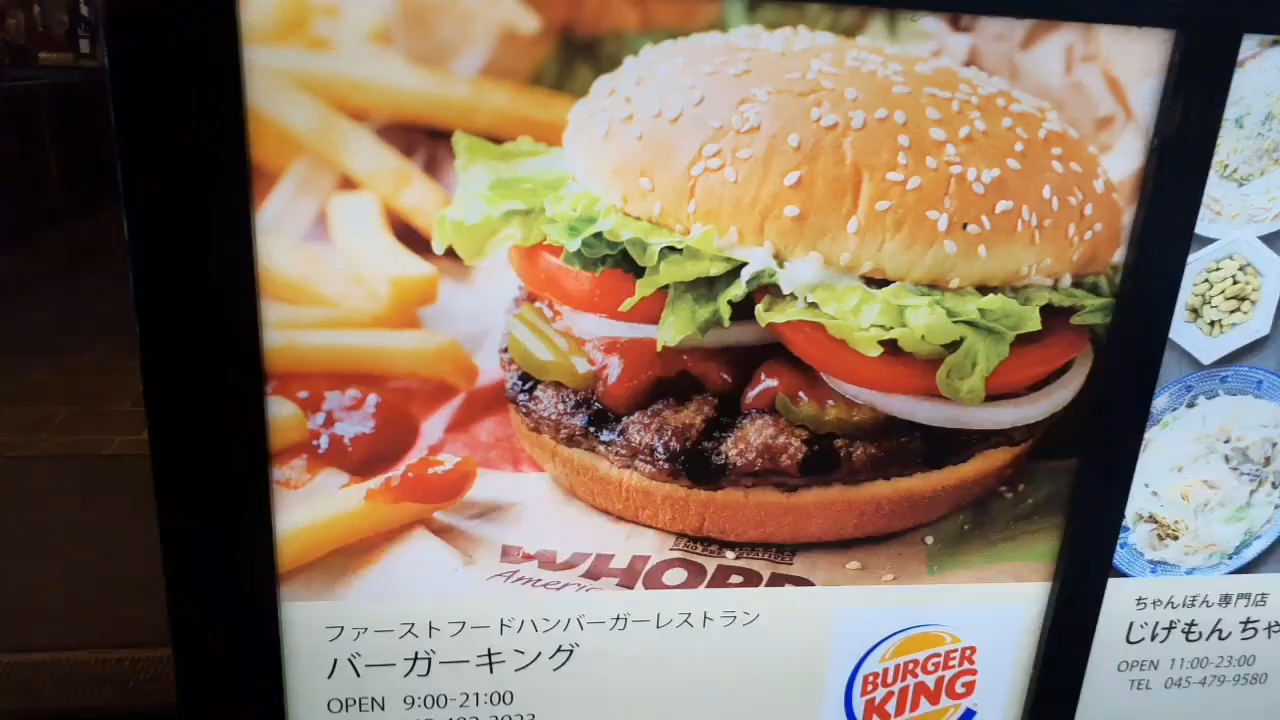 WHOPP
Americ
ファーストフードハンバーガーレストラン
バーガーキング
OPEN 9:00-21:00
BURGER
KING
ちゃんぽん専門店
じげもんちゃ
OPEN 11:00-23:00
TEL 045-479-9580